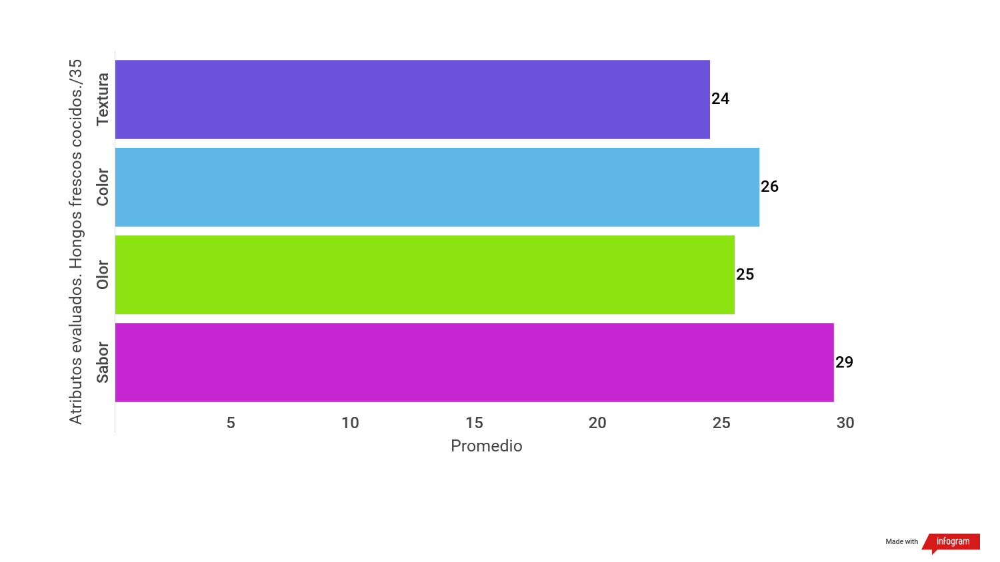 Atributos evaluados. Hongos frescos cocidos./35
Textura
24
Color
26
Olor
25
Sabor
29
5 10 15 20 25 30
Promedio
Made with infogram